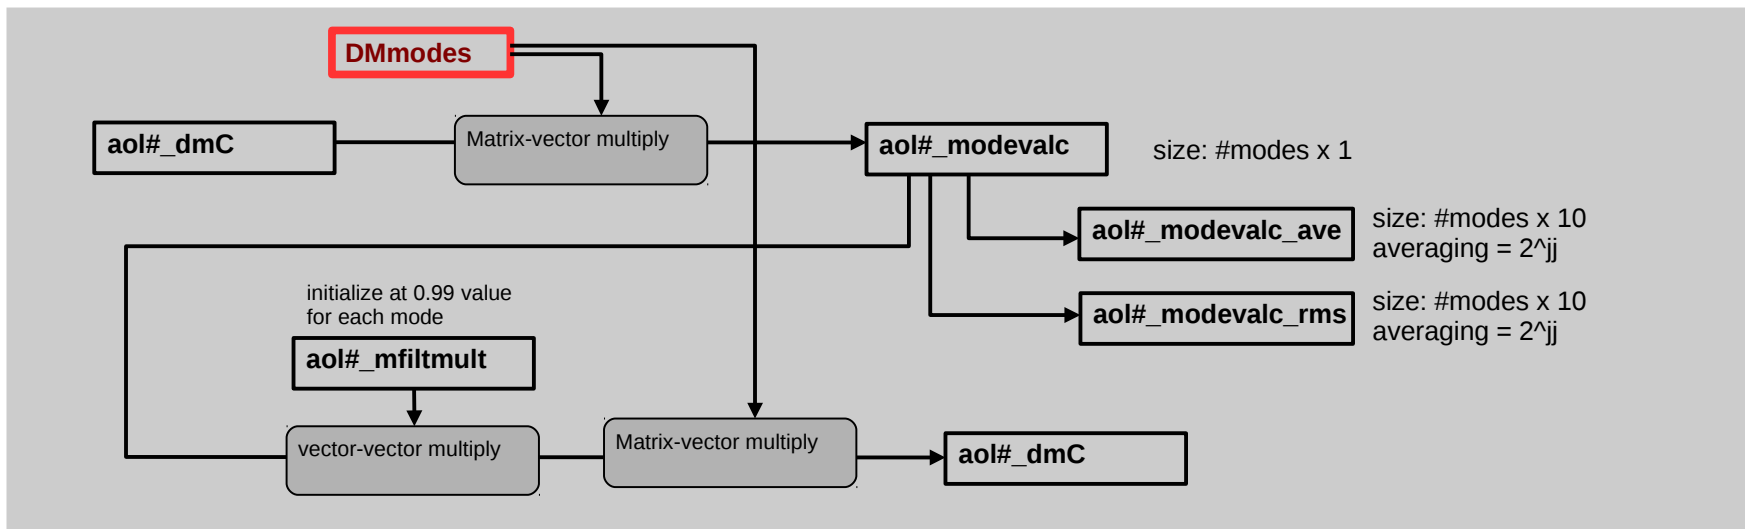 DMmodes
aol#_dmC
Matrix-vector multiply
aol#_modevalc
size: #modes x 1
aol#_modevalc_ave
size: #modes x 10
averaging = 2^jj
initialize at 0.99 value
for each mode
aol#_modevalc_rms
size: #modes x 10
averaging = 2^jj
aol#_mfiltmult
vector-vector multiply
Matrix-vector multiply
aol#_dmC